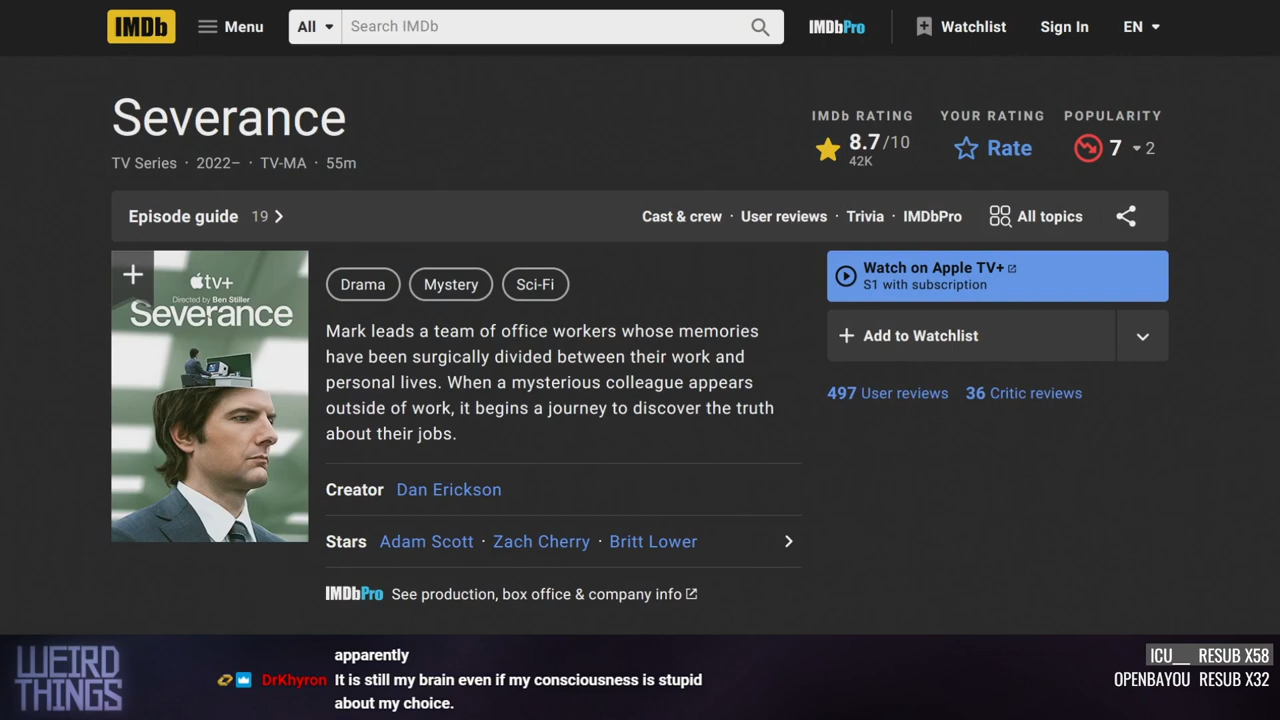 IMDb
Menu
All
Search IMDb
IMDbPro
Watchlist
Sign In
EN
Severance
TV Series · 2022– · TV-MA · 55m
IMDb RATING
8.7/10
42K
YOUR RATING
Rate
POPULARITY
7
2
Episode guide 19
Cast & crew · User reviews · Trivia · IMDbPro
All topics
tv+
Directed by Ben Stiller
Severance
Drama
Mystery
Sci-Fi
Mark leads a team of office workers whose memories
have been surgically divided between their work and
personal lives. When a mysterious colleague appears
outside of work, it begins a journey to discover the truth
about their jobs.
Creator Dan Erickson
Stars Adam Scott · Zach Cherry · Britt Lower
IMDbPro See production, box office & company info
Watch on Apple TV+
S1 with subscription
Add to Watchlist
497 User reviews 36 Critic reviews
WEIRD
THINGS
apparently
DrKhyron It is still my brain even if my consciousness is stupid
about my choice.
ICU__ RESUB X58
OPENBAYOU RESUB X32